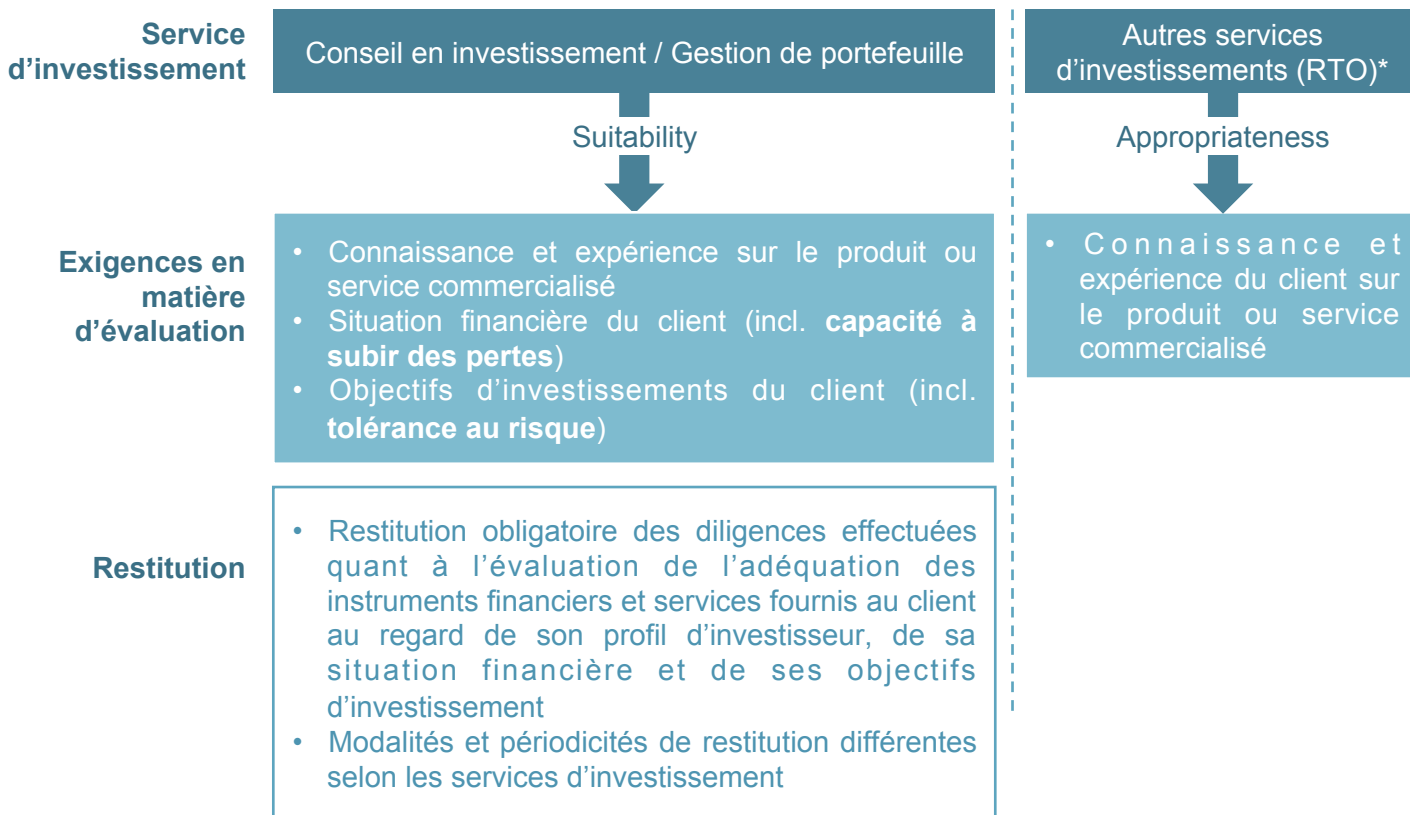 Service
d'investissement
Conseil en investissement / Gestion de portefeuille
Autres services
d'investissements (RTO)*
Suitability
Appropriateness
Exigences en
matière
d'évaluation
• Connaissance et expérience sur le produit ou
service commercialisé
• Situation financière du client (incl. capacité à
subir des pertes)
• Objectifs d'investissements du client (incl.
tolérance au risque)
• Connaissance et
expérience du client sur
le produit ou service
commercialisé
Restitution
• Restitution obligatoire des diligences effectuées
quant à l'évaluation de l'adéquation des
instruments financiers et services fournis au client
au regard de son profil d'investisseur, de sa
situation financière et de ses objectifs
d'investissement
• Modalités et périodicités de restitution différentes
selon les services d'investissement